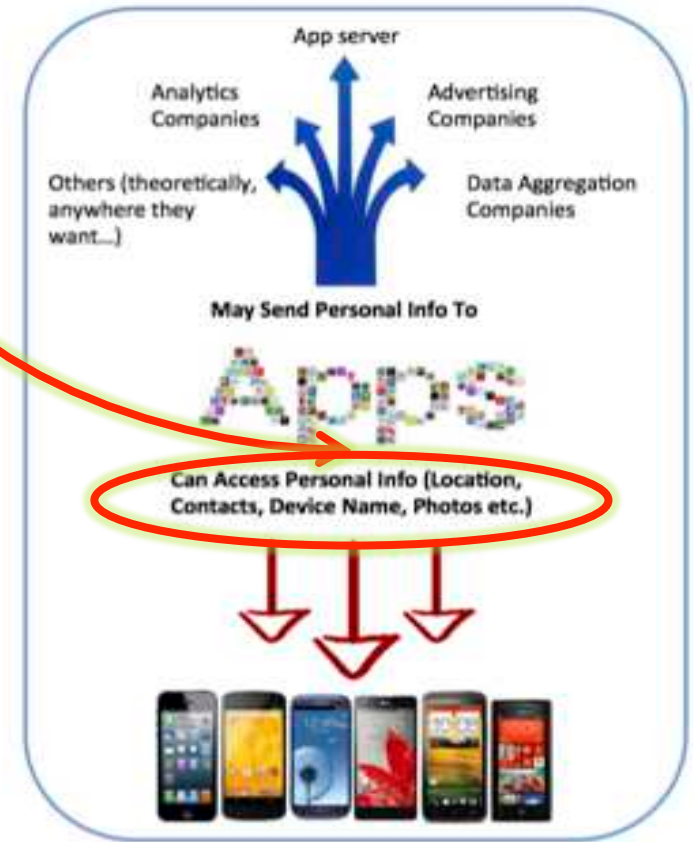 App server
Analytics
Companies
Advertising
Companies
Others (theoretically,
anywhere they
want...)
Data Aggregation
Companies
May Send Personal Info To
Apps
Can Access Personal Info (Location,
Contacts, Device Name, Photos etc.)